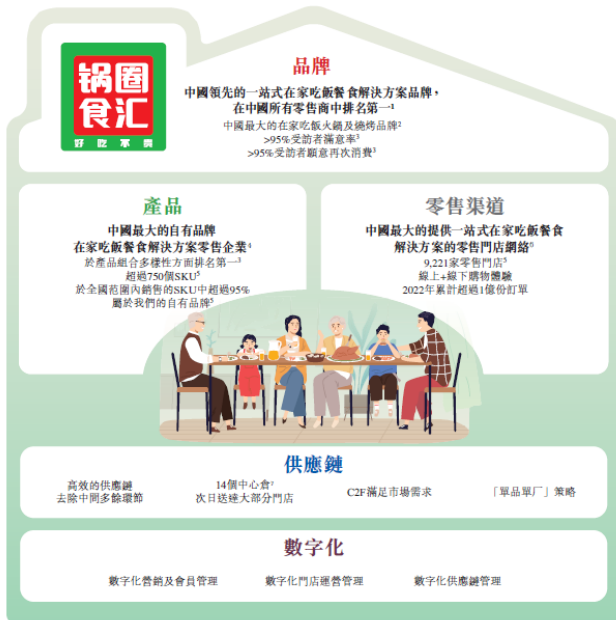 锅圈
食汇
好吃不贵
品牌
中國領先的一站式在家吃飯餐食解決方案品牌，
在中國所有零售商中排名第一¹
中國最大的在家吃飯火鍋及燒烤品牌²
>95%受訪者滿意率³
>95%受訪者願意再次消費³
產品
中國最大的自有品牌
在家吃飯餐食解決方案零售企業⁴
於產品組合多樣性方面排名第一³
超過750個SKU⁵
於全國範圍內銷售的SKU中超過95%
屬於我們的自有品牌⁵
零售渠道
中國最大的提供一站式在家吃飯餐食
解決方案的零售門店網絡⁶
9,221家零售門店⁵
線上+線下購物體驗
2022年累計超過1億份訂單
供應鏈
高效的供應鏈
去除中間多餘環節
14個中心倉⁷
次日送達大部分門店
C2F滿足市場需求
「單品單厂」策略
數字化
數字化營銷及會員管理
數字化門店運營管理
數字化供應鏈管理